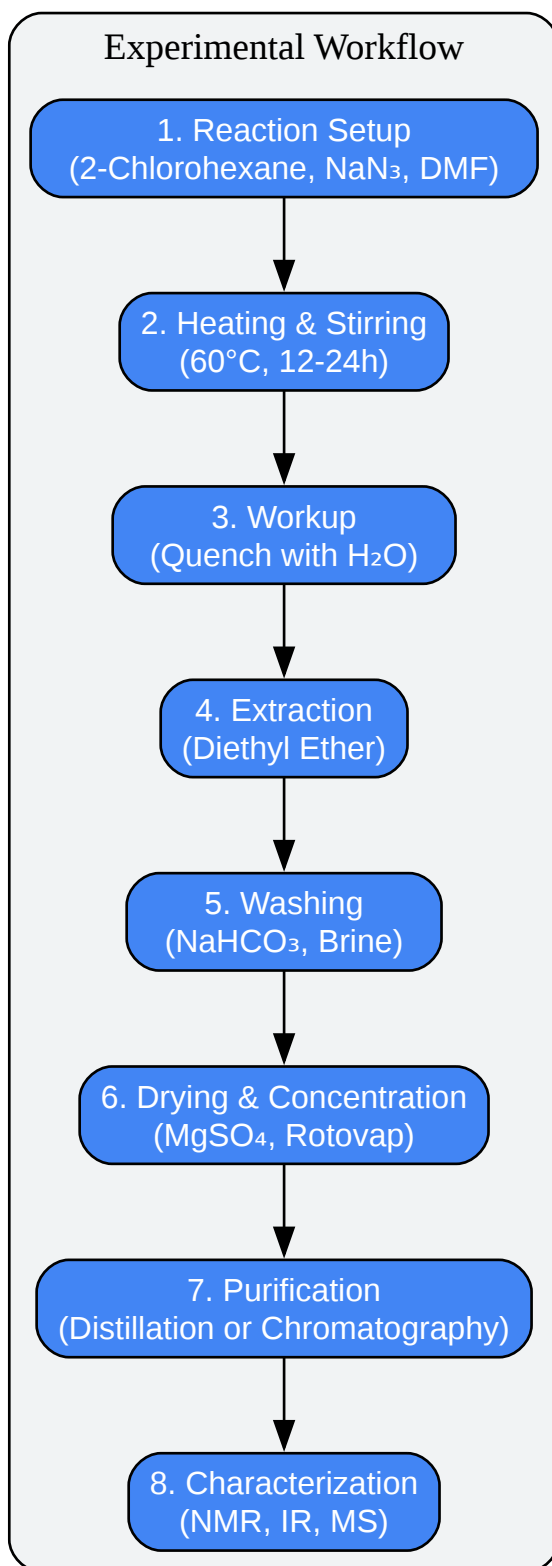 Experimental Workflow
1. Reaction Setup
(2-Chlorohexane, NaN₃, DMF)
2. Heating & Stirring
(60°C, 12-24h)
3. Workup
(Quench with H₂O)
4. Extraction
(Diethyl Ether)
5. Washing
(NaHCO₃, Brine)
6. Drying & Concentration
(MgSO₄, Rotovap)
7. Purification
(Distillation or Chromatography)
8. Characterization
(NMR, IR, MS)